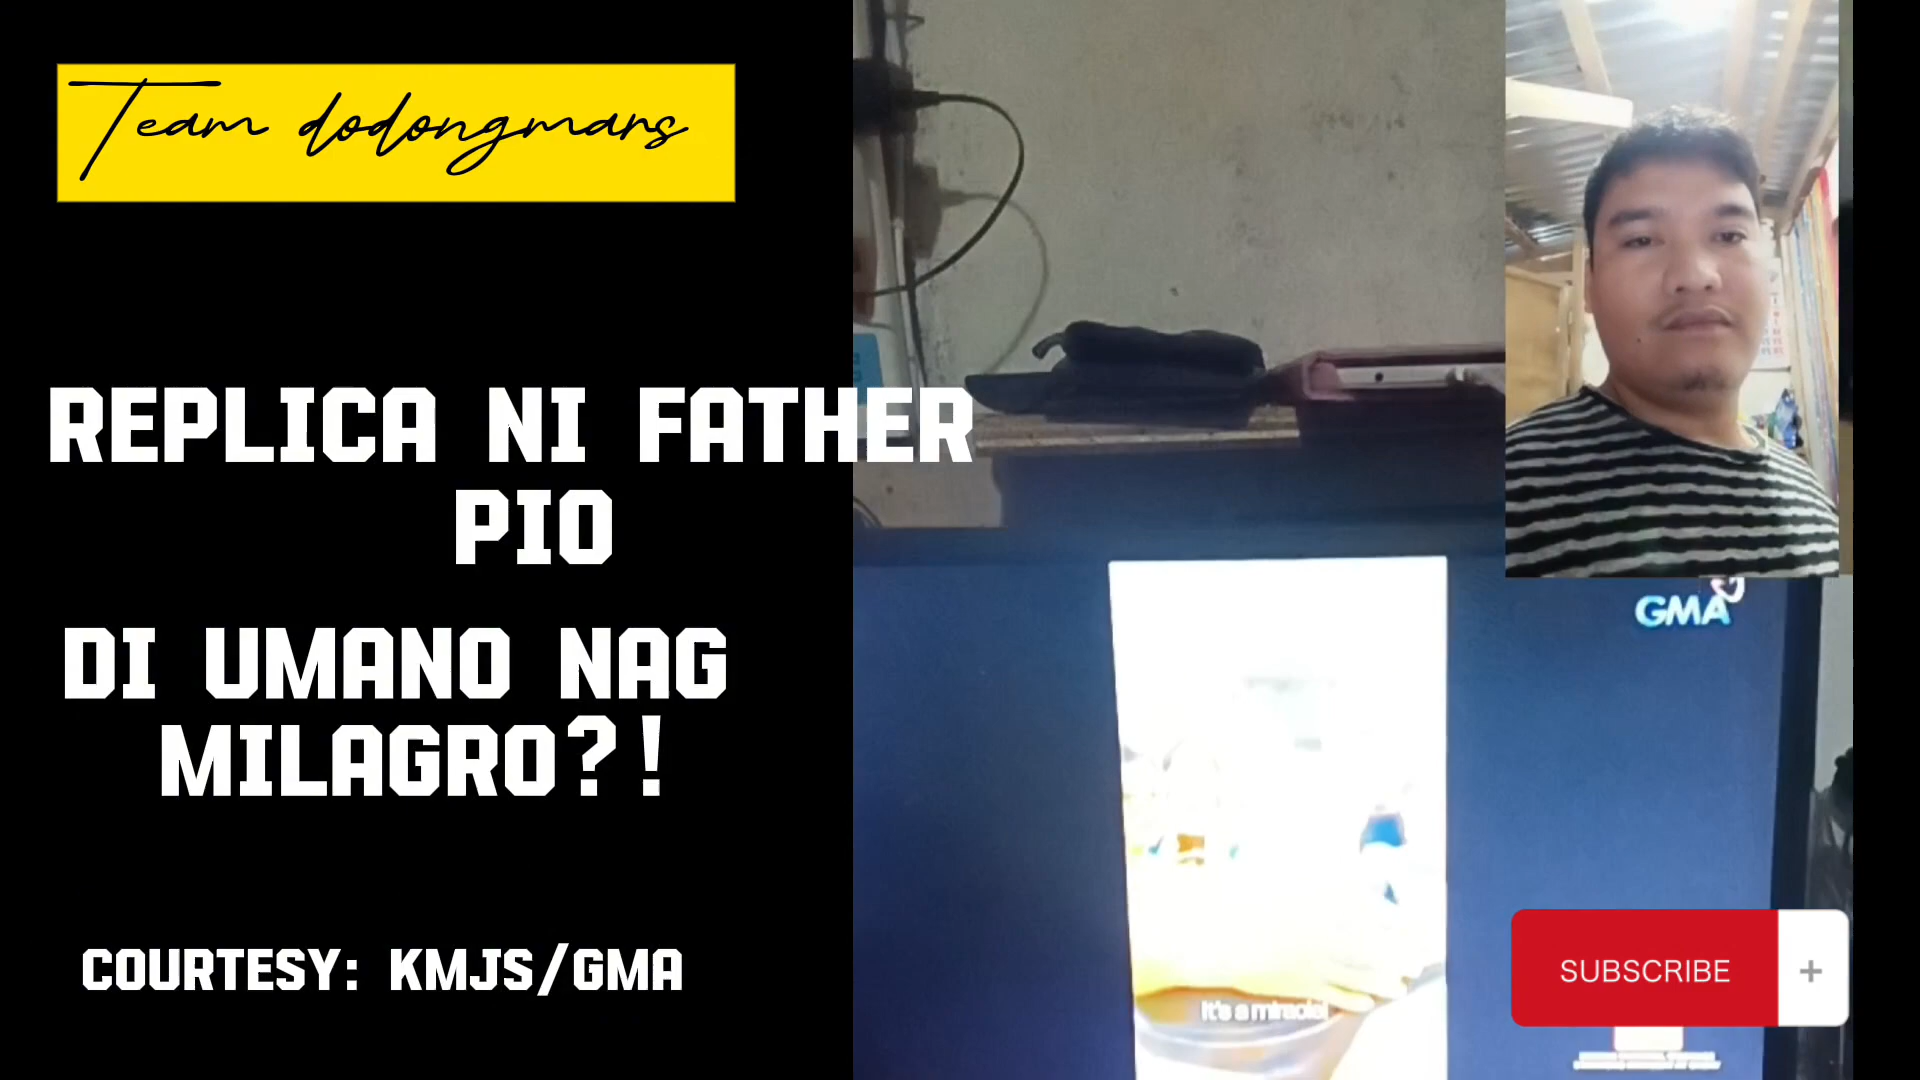 Team dodongmars
REPLICA NI FATHER
PIO
DI UMANO NAG
MILAGRO?!
COURTESY: KMJS/GMA
GMA
It's a miracle!
SUBSCRIBE +